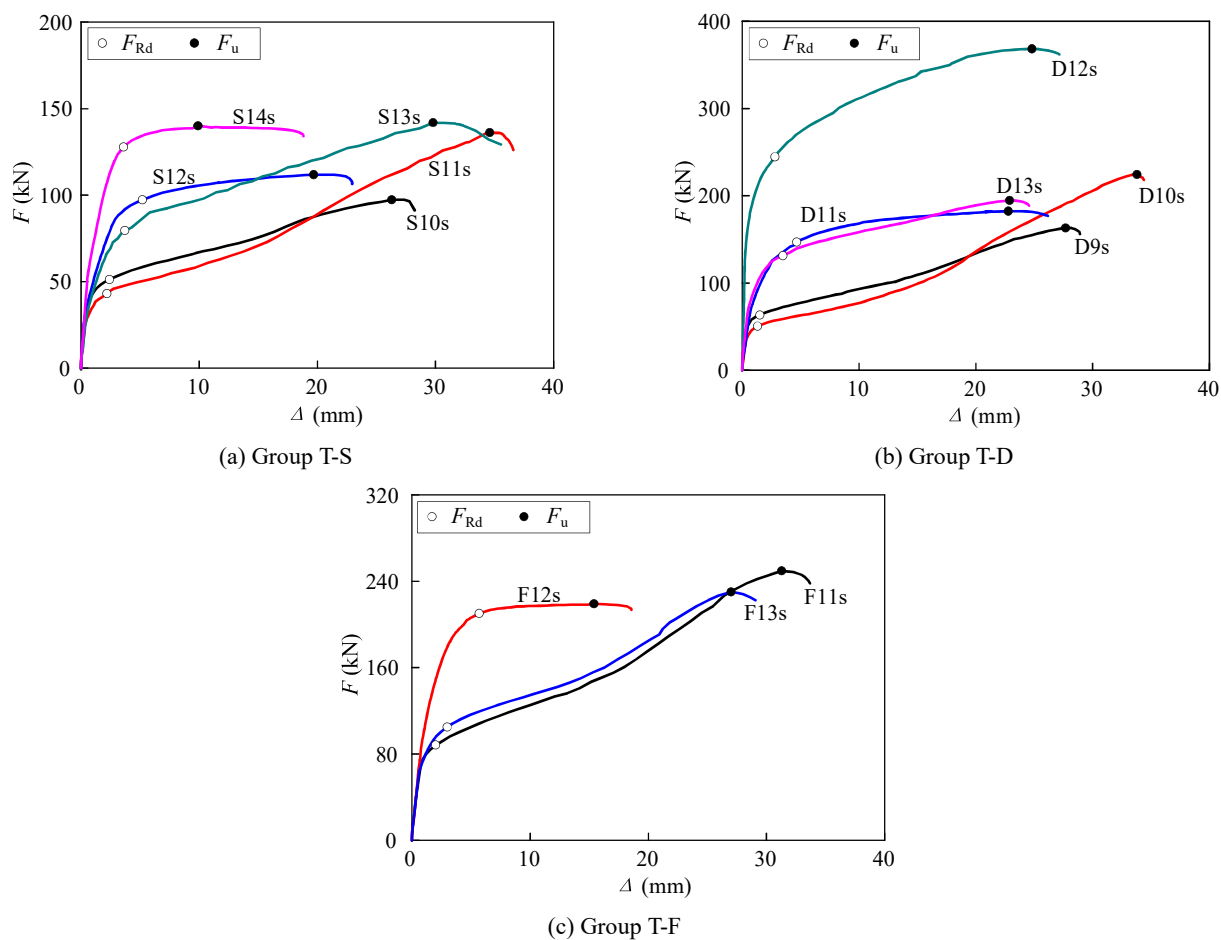 200
150
100
50
0
F (kN)
F_Rd F_u
S14s
S13s
S12s
S11s
S10s
0 10 20 30 40
Δ (mm)
(a) Group T-S
400
300
200
100
0
F (kN)
F_Rd F_u
D12s
D13s
D11s
D10s
D9s
0 10 20 30 40
Δ (mm)
(b) Group T-D
320
240
160
80
0
F (kN)
F_Rd F_u
F12s
F11s
F13s
0 10 20 30 40
Δ (mm)
(c) Group T-F